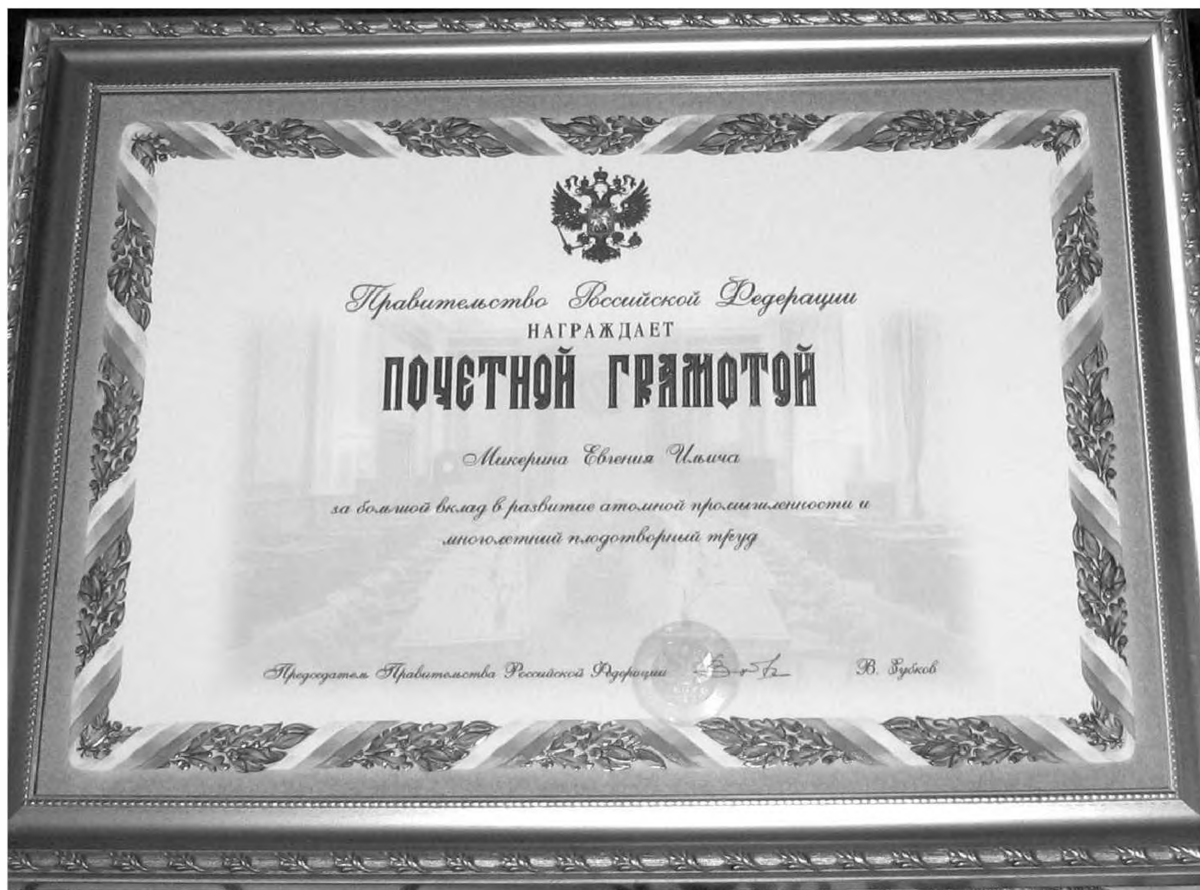 Правительство Российской Федерации
НАГРАЖДАЕТ
ПОЧЕТНОЙ ГРАМОТОЙ
Микерина Евгения Ильича
за большой вклад в развитие атомной промышленности и
многолетний плодотворный труд
Председатель Правительства Российской Федерации В. Зубков